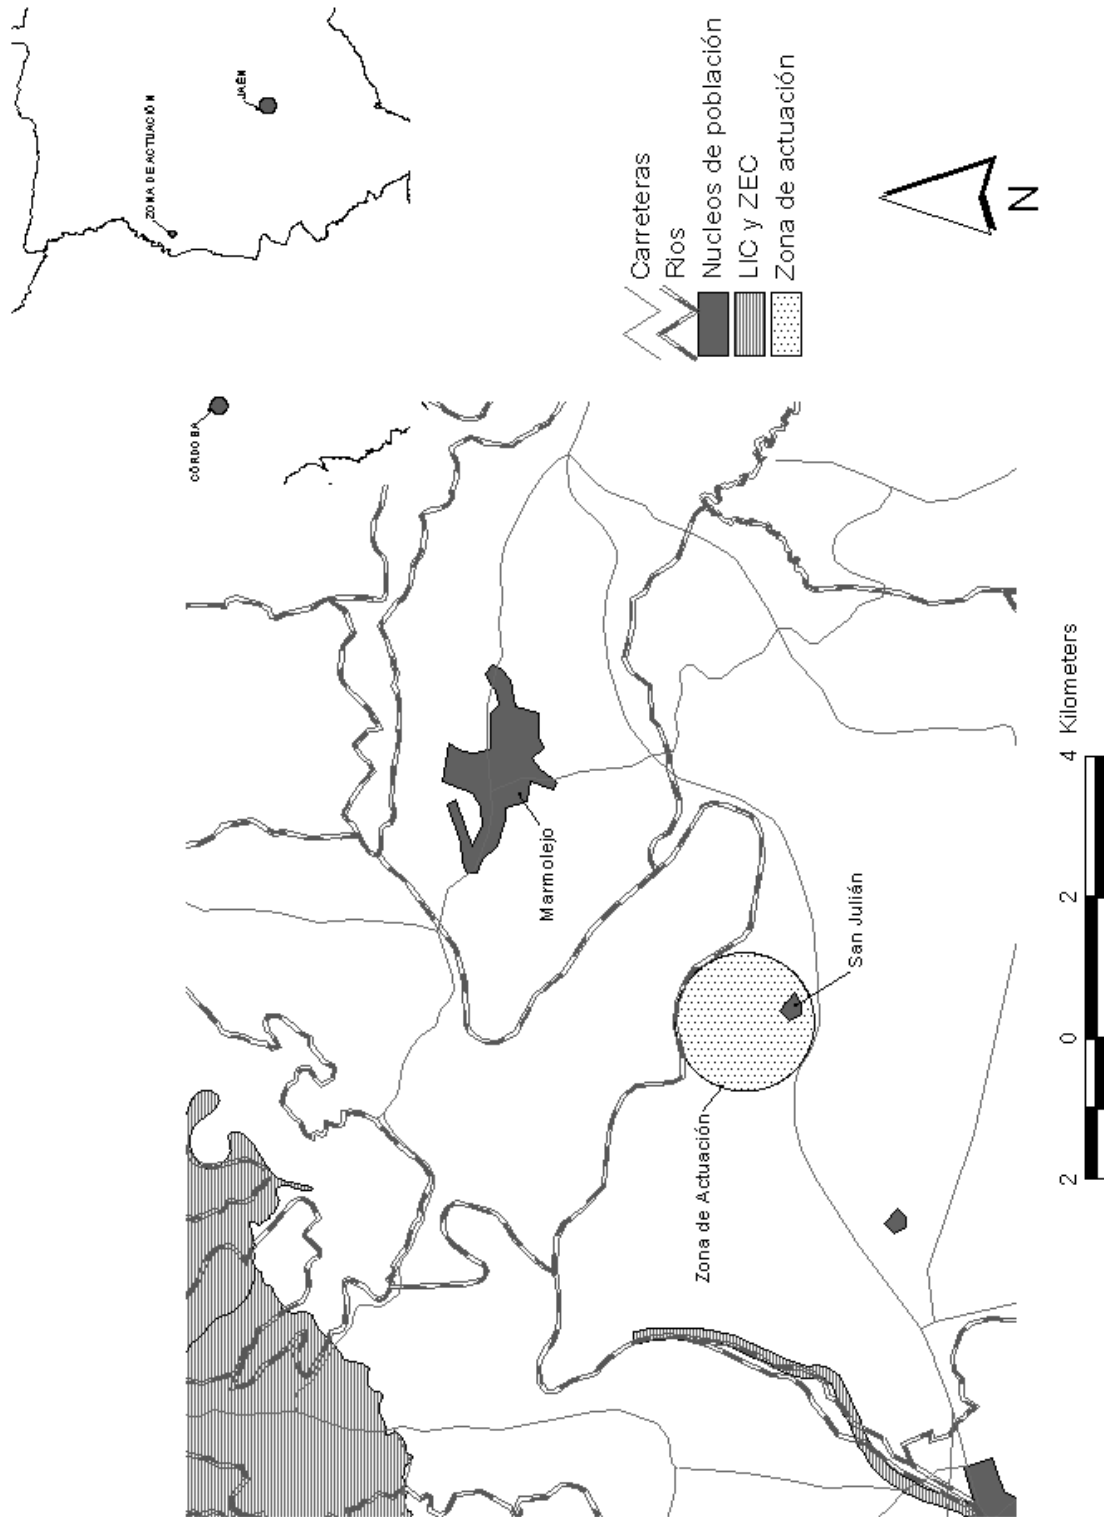 CÓRDOBA
ZONA DE ACTUACIÓN
JAÉN
Marmolejo
San Julián
Zona de Actuación
Carreteras
Rios
Nucleos de población
LIC y ZEC
Zona de actuación
N
2 0 2 4 Kilometers